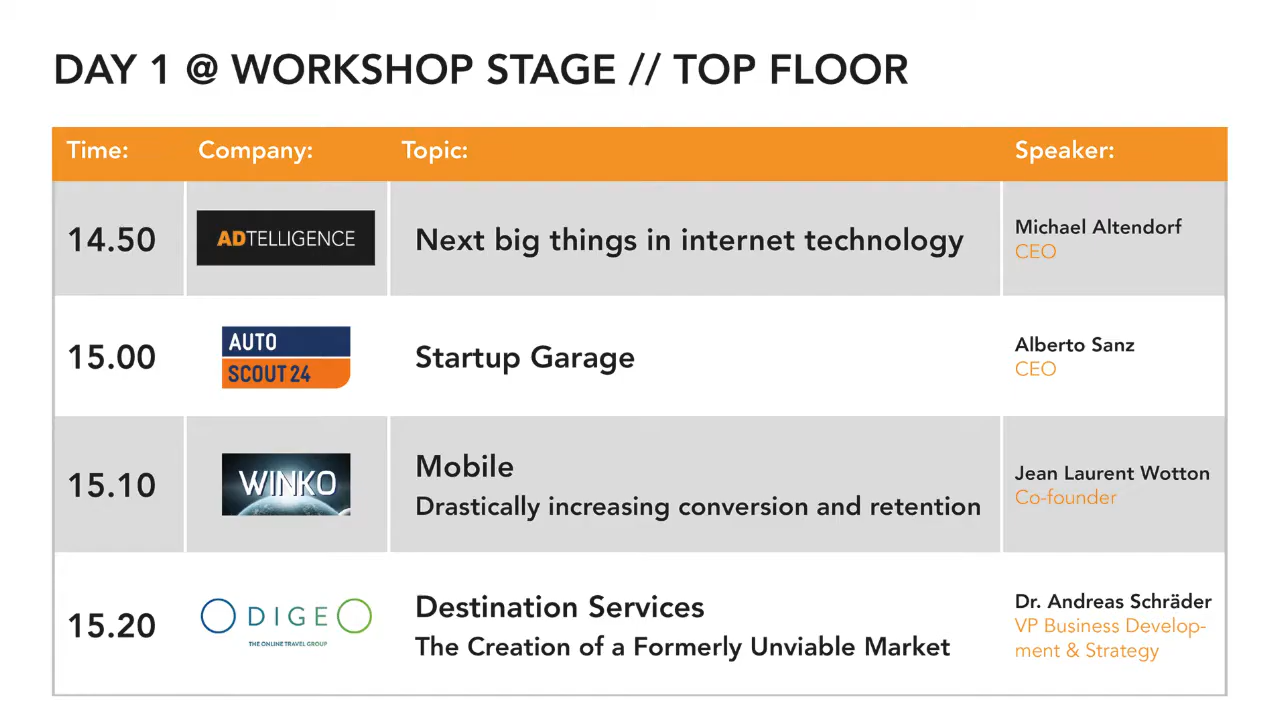 DAY 1 @ WORKSHOP STAGE // TOP FLOOR
Time: Company: Topic: Speaker:
14.50 ADTELLIGENCE Next big things in internet technology Michael Altendorf
CEO
15.00 AUTO SCOUT24 Startup Garage Alberto Sanz
CEO
15.10 WINKO Mobile Jean Laurent Wotton
Drastically increasing conversion and retention Co-founder
15.20 ODIGEO Destination Services Dr. Andreas Schräder
THE ONLINE TRAVEL GROUP The Creation of a Formerly Unviable Market VP Business Develop-
ment & Strategy